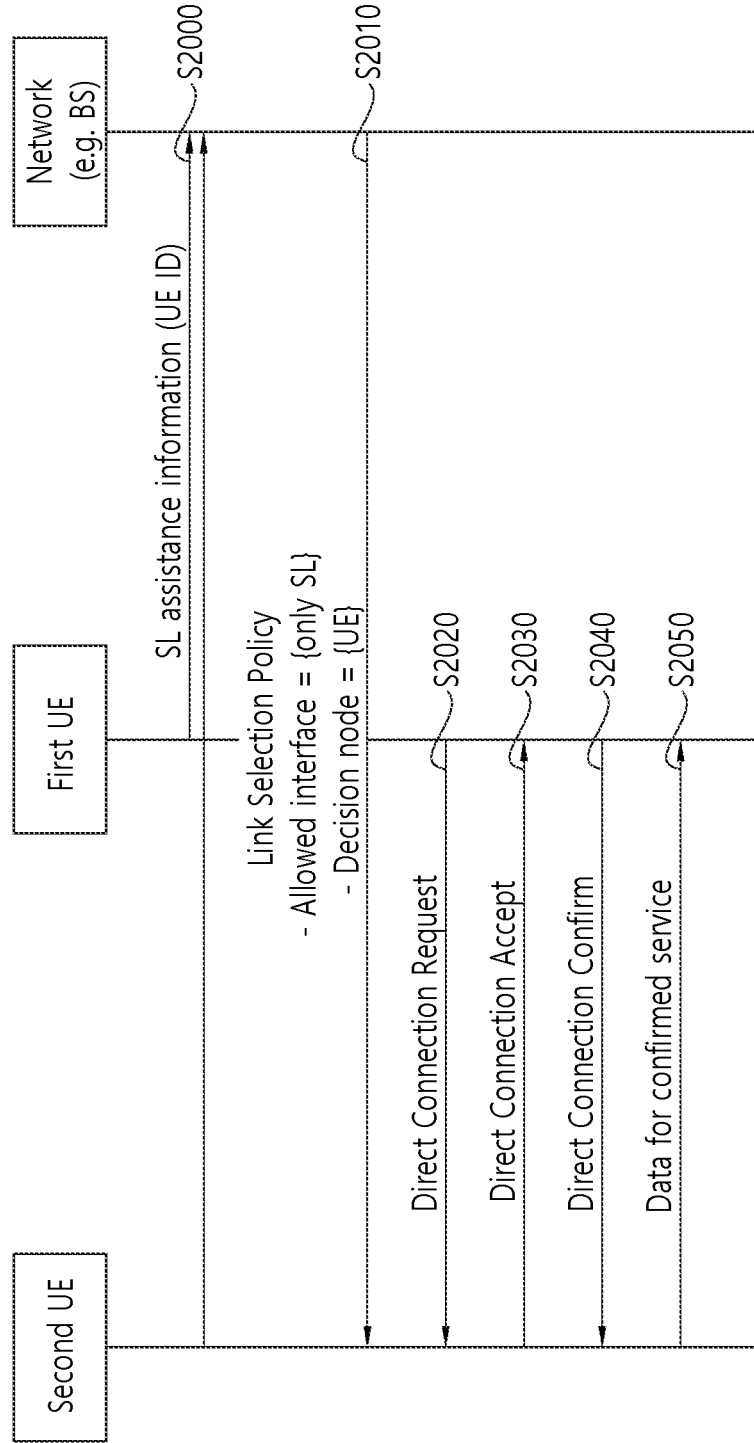 Second UE
First UE
Network
(e.g. BS)
SL assistance information (UE ID)
S2000
Link Selection Policy
- Allowed interface = {only SL}
- Decision node = {UE}
S2010
Direct Connection Request
S2020
Direct Connection Accept
S2030
Direct Connection Confirm
S2040
Data for confirmed service
S2050